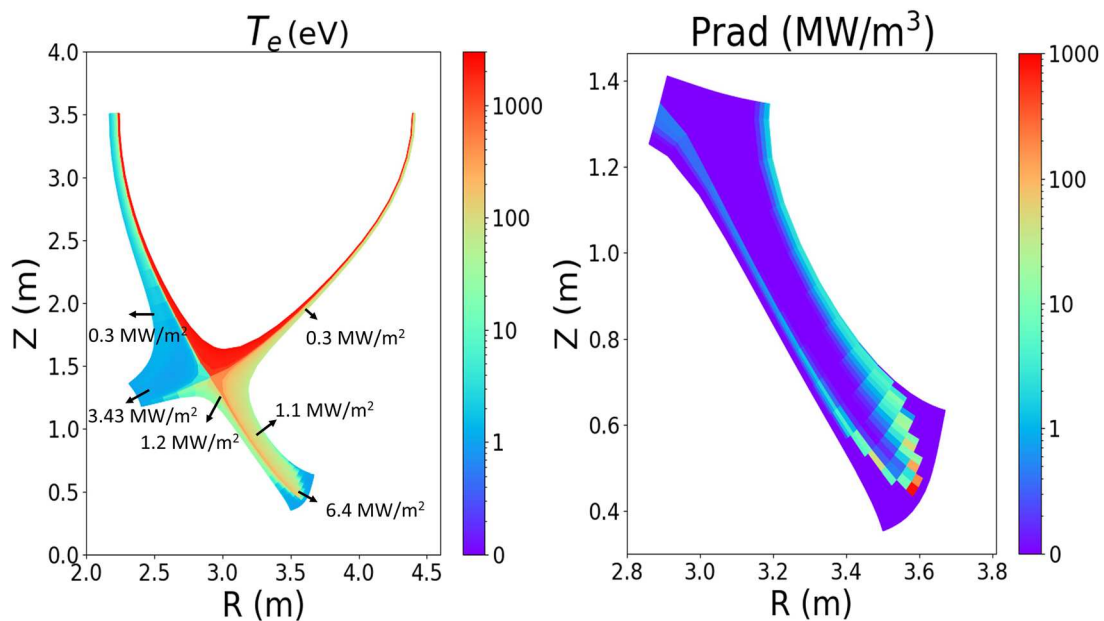 Tₑ (eV)
Z (m)
4.0
3.5
3.0
2.5
2.0
1.5
1.0
0.5
0.0
2.0 2.5 3.0 3.5 4.0 4.5
R (m)
0.3 MW/m²
0.3 MW/m²
3.43 MW/m²
1.2 MW/m²
1.1 MW/m²
6.4 MW/m²
1000
100
10
1
0
Prad (MW/m³)
Z (m)
1.4
1.2
1.0
0.8
0.6
0.4
2.8 3.0 3.2 3.4 3.6 3.8
R (m)
1000
100
10
1
0